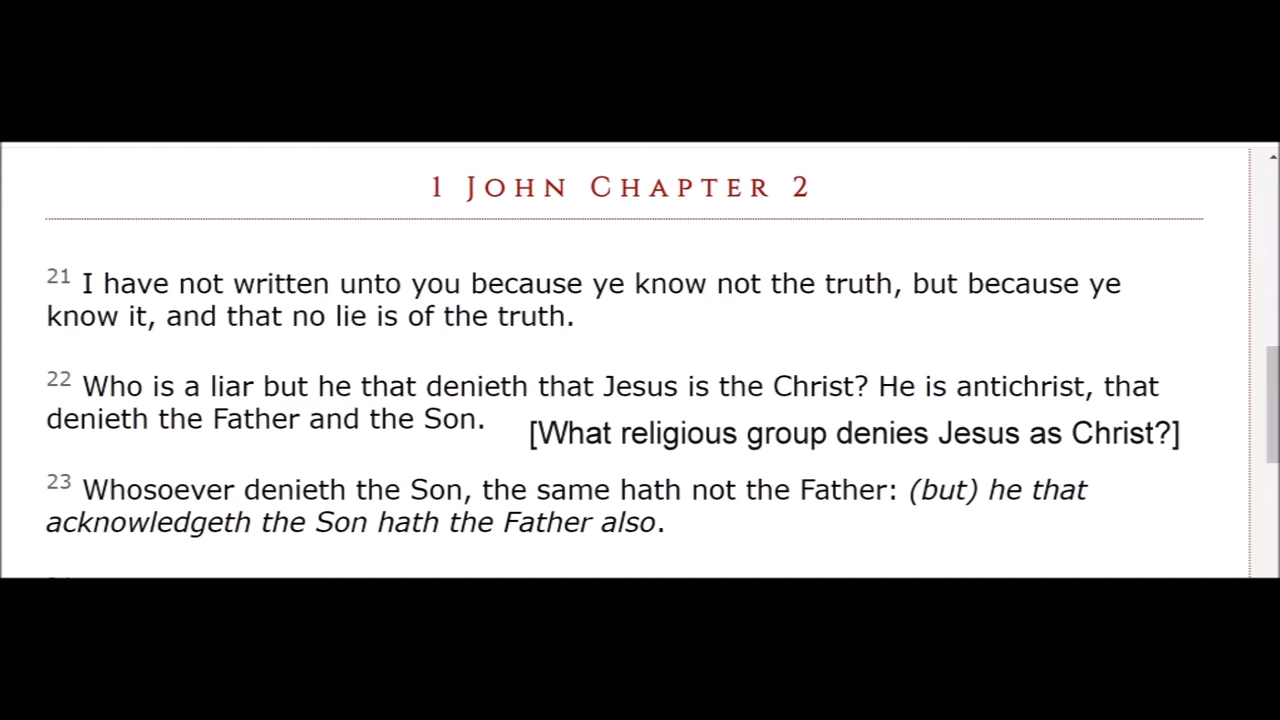 1 John Chapter 2
21 I have not written unto you because ye know not the truth, but because ye
know it, and that no lie is of the truth.
22 Who is a liar but he that denieth that Jesus is the Christ? He is antichrist, that
denieth the Father and the Son.
[What religious group denies Jesus as Christ?]
23 Whosoever denieth the Son, the same hath not the Father: (but) he that
acknowledgeth the Son hath the Father also.